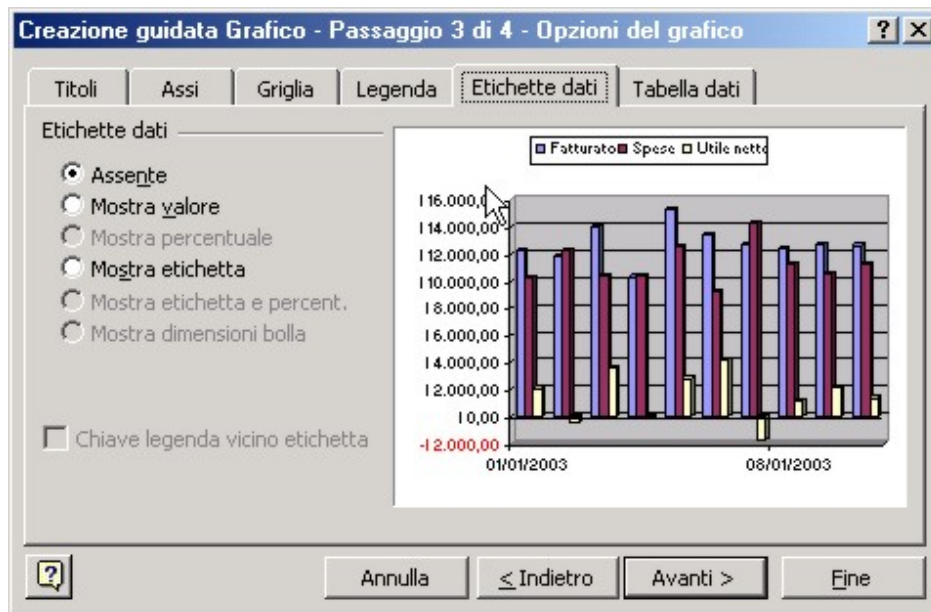 Creazione guidata Grafico - Passaggio 3 di 4 - Opzioni del grafico
Titoli Assi Griglia Legenda Etichette dati Tabella dati
Etichette dati
Assente
Mostra valore
Mostra percentuale
Mostra etichetta
Mostra etichetta e percent.
Mostra dimensioni bolla
Chiave legenda vicino etichetta
Fatturato Spese Utile netto
I 16.000,
I 14.000,00
I 12.000,00
I 10.000,00
I 8.000,00
I 6.000,00
I 4.000,00
I 2.000,00
I 0,00
-I 2.000,00
01/01/2003 08/01/2003
Annulla < Indietro Avanti > Fine